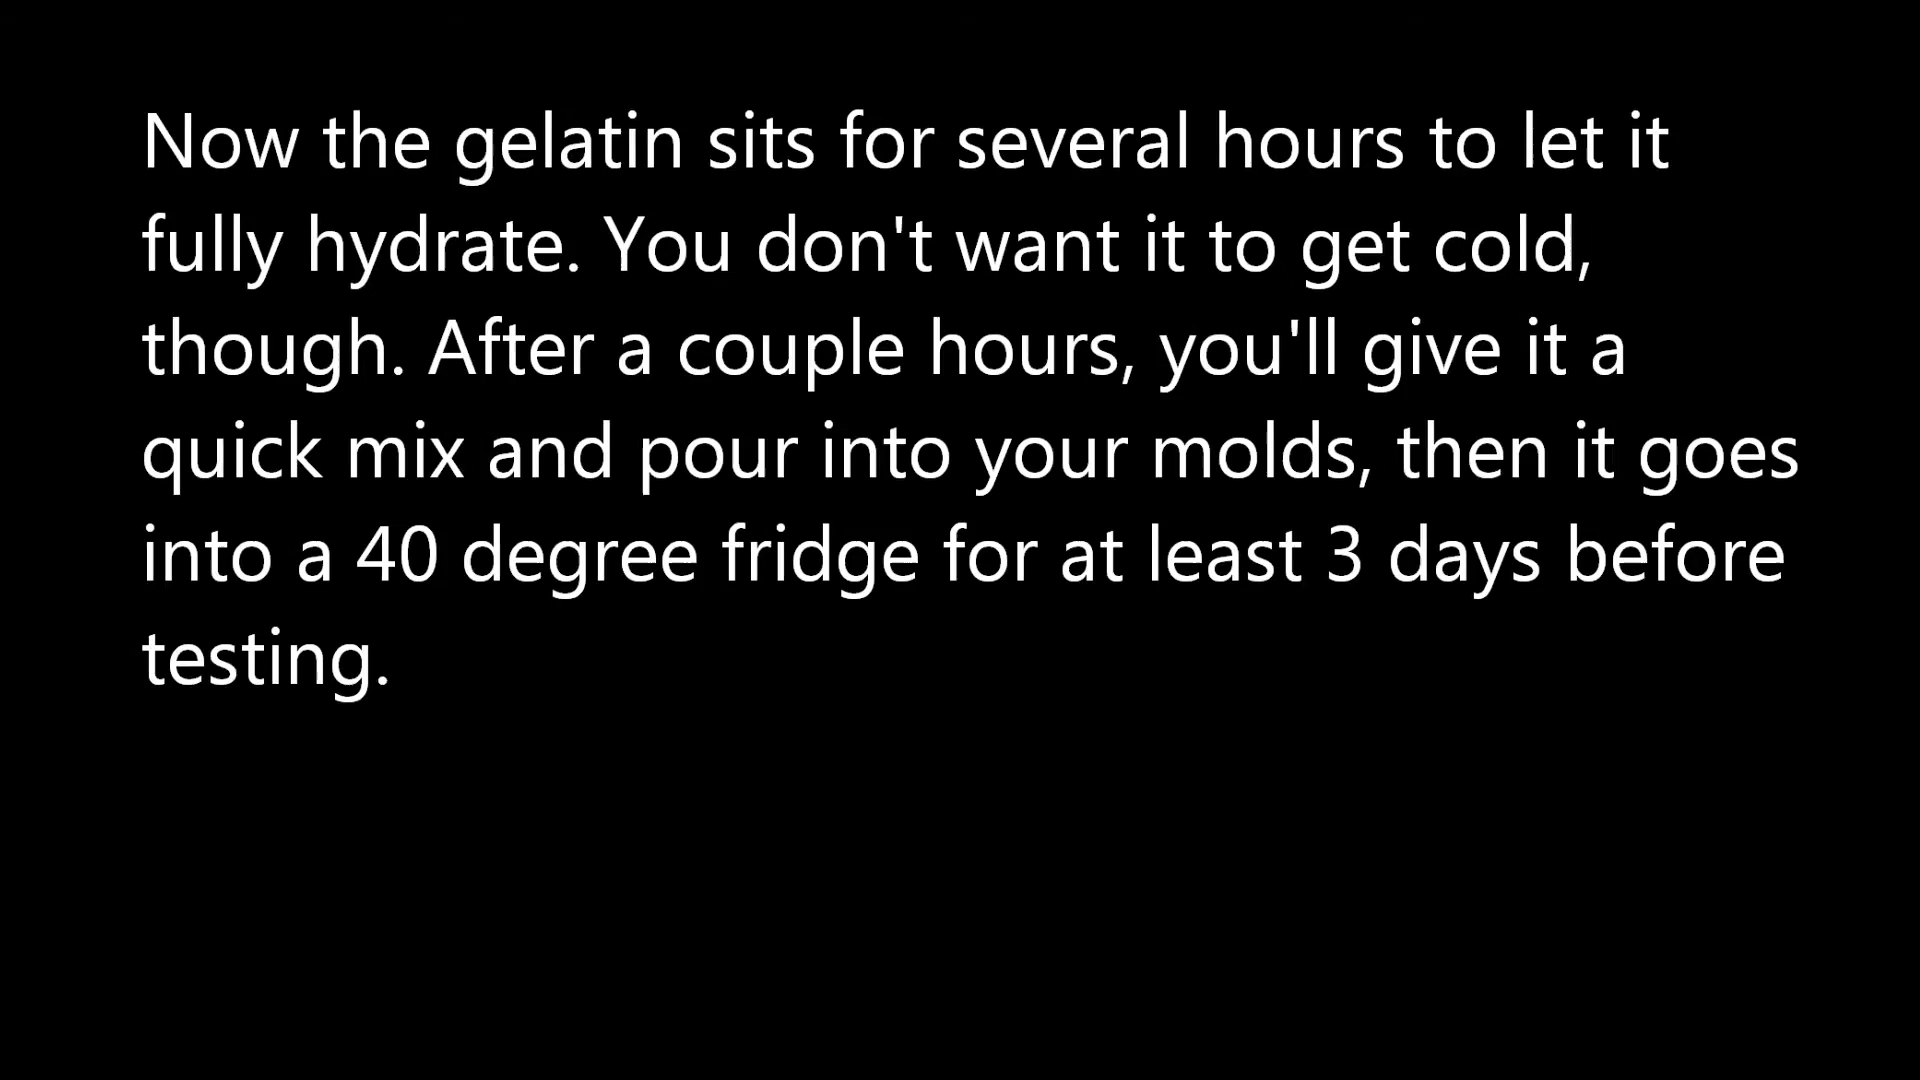 Now the gelatin sits for several hours to let it
fully hydrate. You don't want it to get cold,
though. After a couple hours, you'll give it a
quick mix and pour into your molds, then it goes
into a 40 degree fridge for at least 3 days before
testing.